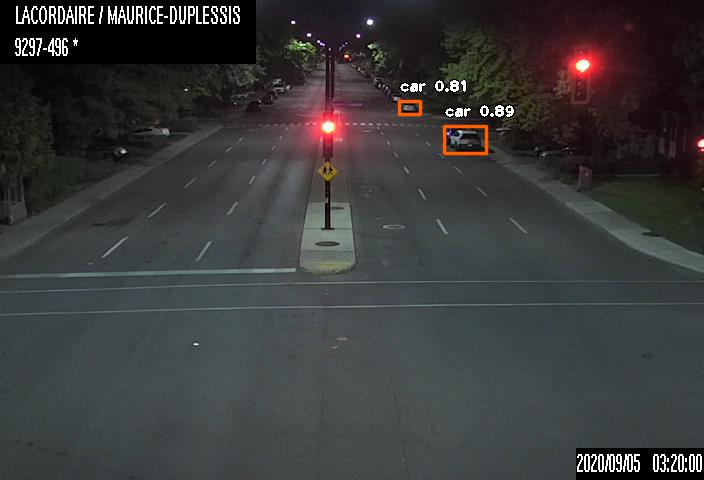 LACORDAIRE / MAURICE-DUPLESSIS
9297-496 *
car 0.81
car 0.89
2020/09/05 03:20:00